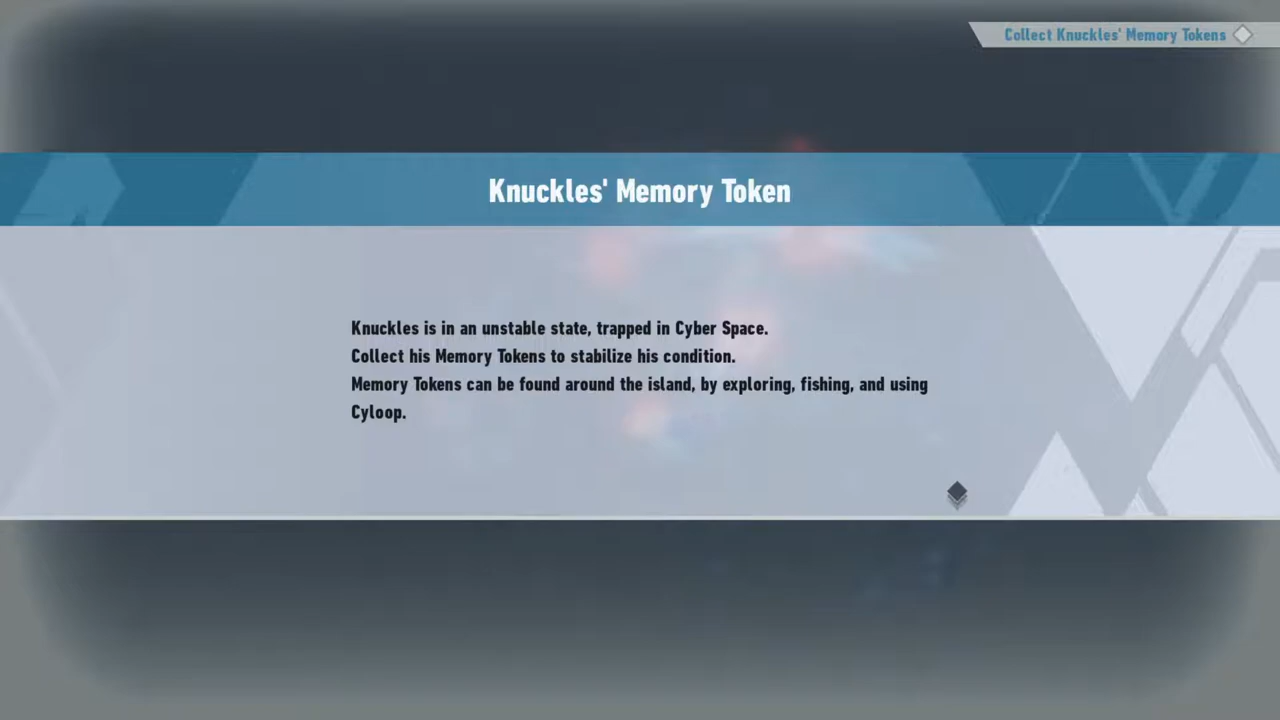 Collect Knuckles' Memory Tokens
Knuckles' Memory Token
Knuckles is in an unstable state, trapped in Cyber Space.
Collect his Memory Tokens to stabilize his condition.
Memory Tokens can be found around the island, by exploring, fishing, and using
Cyloop.